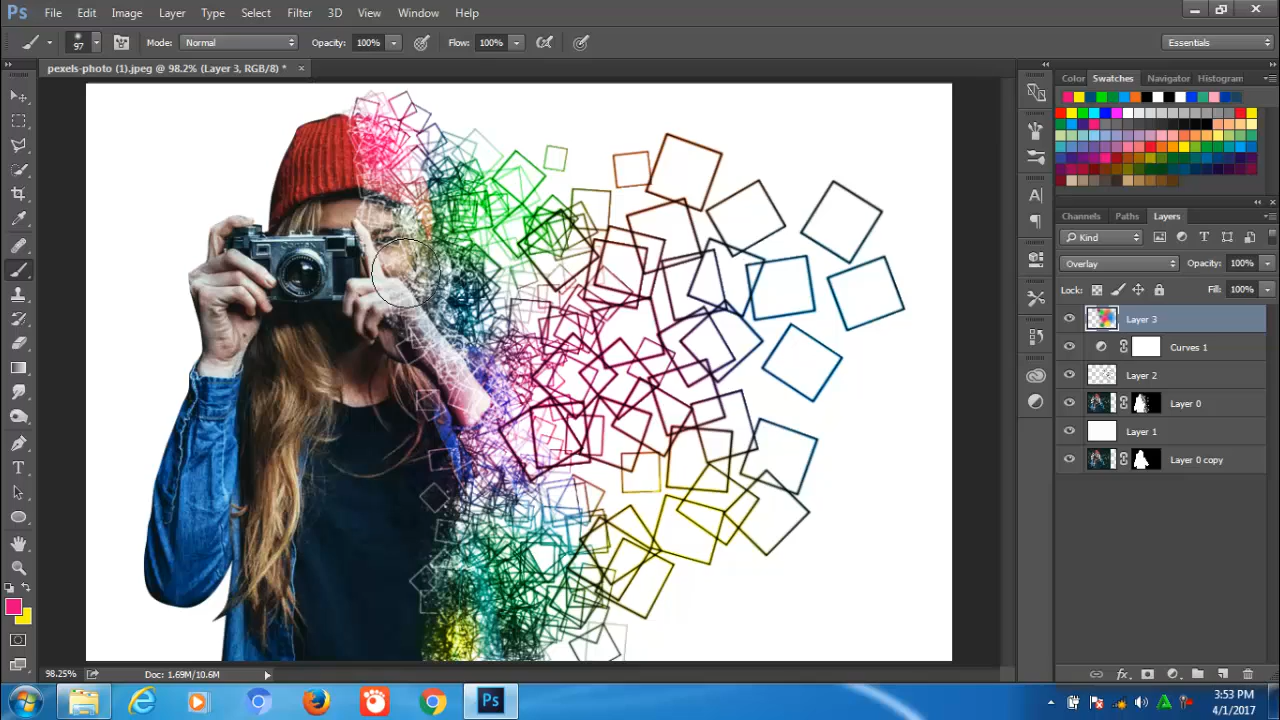 Ps File Edit Image Layer Type Select Filter 3D View Window Help
97 Mode: Normal Opacity: 100% Flow: 100% Essentials
pexels-photo (1).jpeg @ 98.2% (Layer 3, RGB/8) * ×
Color Swatches Navigator Histogram
Channels Paths Layers
Kind
Overlay Opacity: 100%
Lock: Fill: 100%
Layer 3
Curves 1
Layer 2
Layer 0
Layer 1
Layer 0 copy
98.25% Doc: 1.69M/10.6M
Ps
3:53 PM
4/1/2017